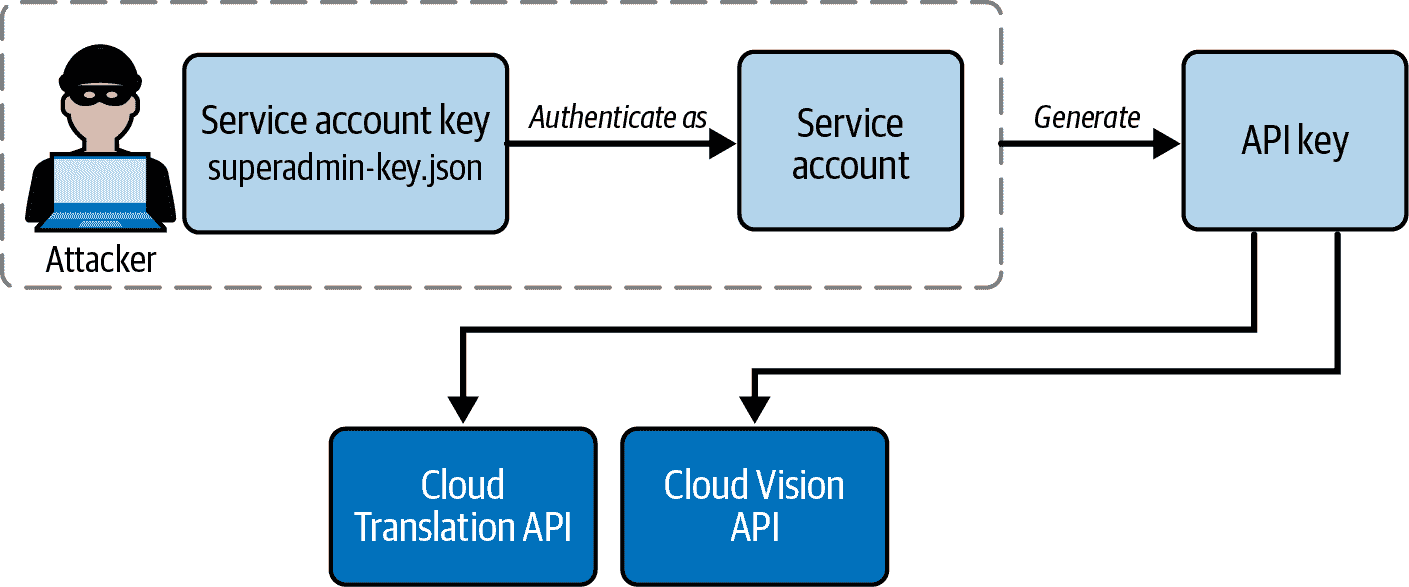 Service account key
superadmin-key.json
Authenticate as
Service
account
Generate
API key
Attacker
Cloud
Translation API
Cloud Vision
API